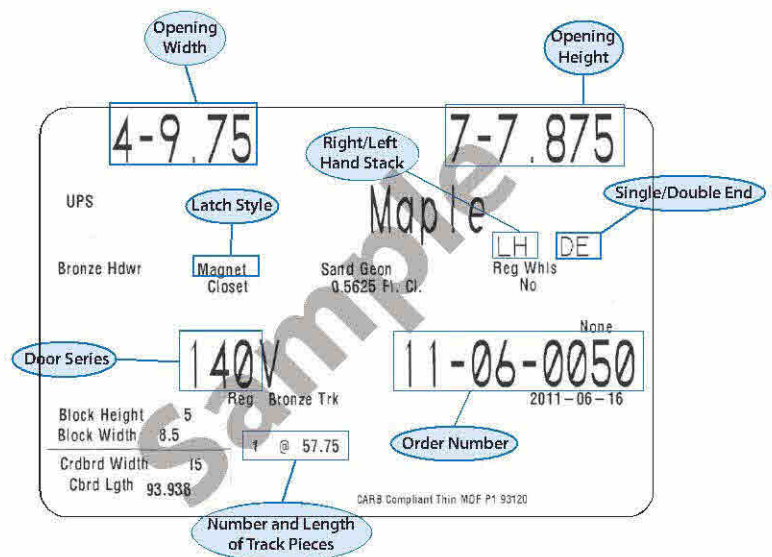 Opening
Width
Opening
Height
4-9.75
7-7.875
Right/Left
Hand Stack
UPS
Latch Style
Maple
Single/Double End
LH DE
Bronze Hdwr
Magnet
Closet
Sand Geon
0.5625 Fl. Cl.
Reg Whls
No
None
Door Series
140V
11-06-0050
Reg Bronze Trk
2011-06-16
Block Height 5
Block Width 8.5
Order Number
1 @ 57.75
Crdbrd Width 15
Cbrd Lgth 93.938
CARB Compliant Thin MDF P1 93120
Number and Length
of Track Pieces
Sample